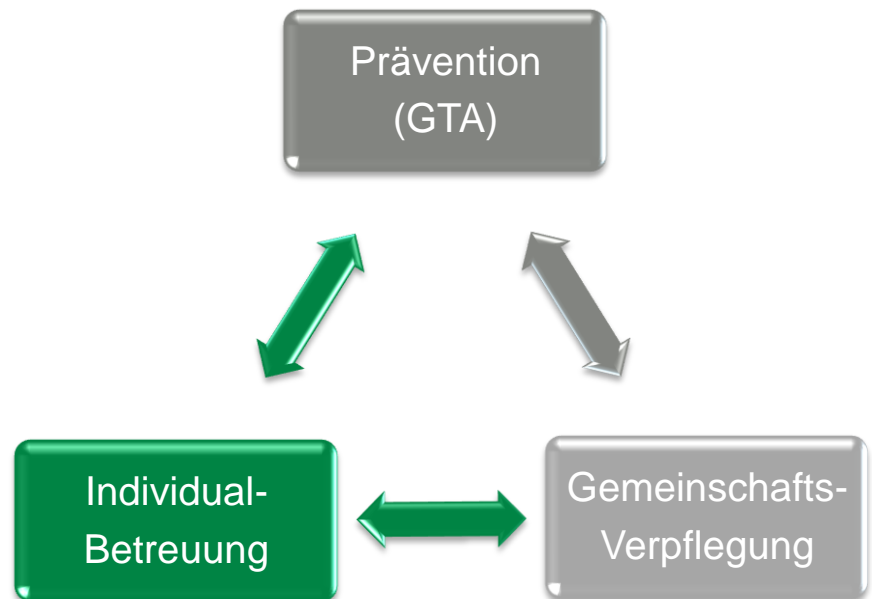 Prävention
(GTA)
Individual-
Betreuung
Gemeinschafts-
Verpflegung